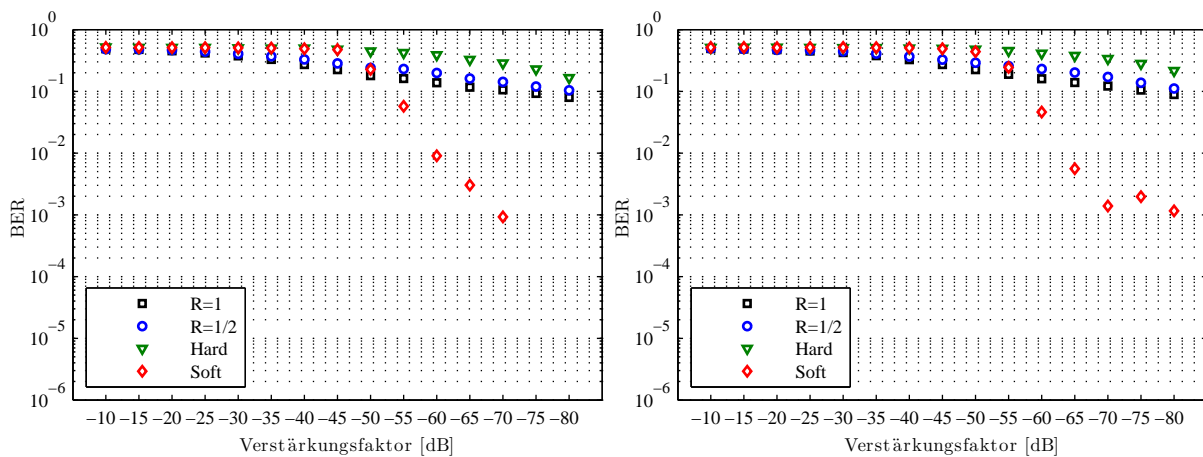 10^0
10^−1
10^−2
10^−3
10^−4
10^−5
10^−6
BER
R=1
R=1/2
Hard
Soft
−10 −15 −20 −25 −30 −35 −40 −45 −50 −55 −60 −65 −70 −75 −80
Verstärkungsfaktor [dB]
10^0
10^−1
10^−2
10^−3
10^−4
10^−5
10^−6
BER
R=1
R=1/2
Hard
Soft
−10 −15 −20 −25 −30 −35 −40 −45 −50 −55 −60 −65 −70 −75 −80
Verstärkungsfaktor [dB]